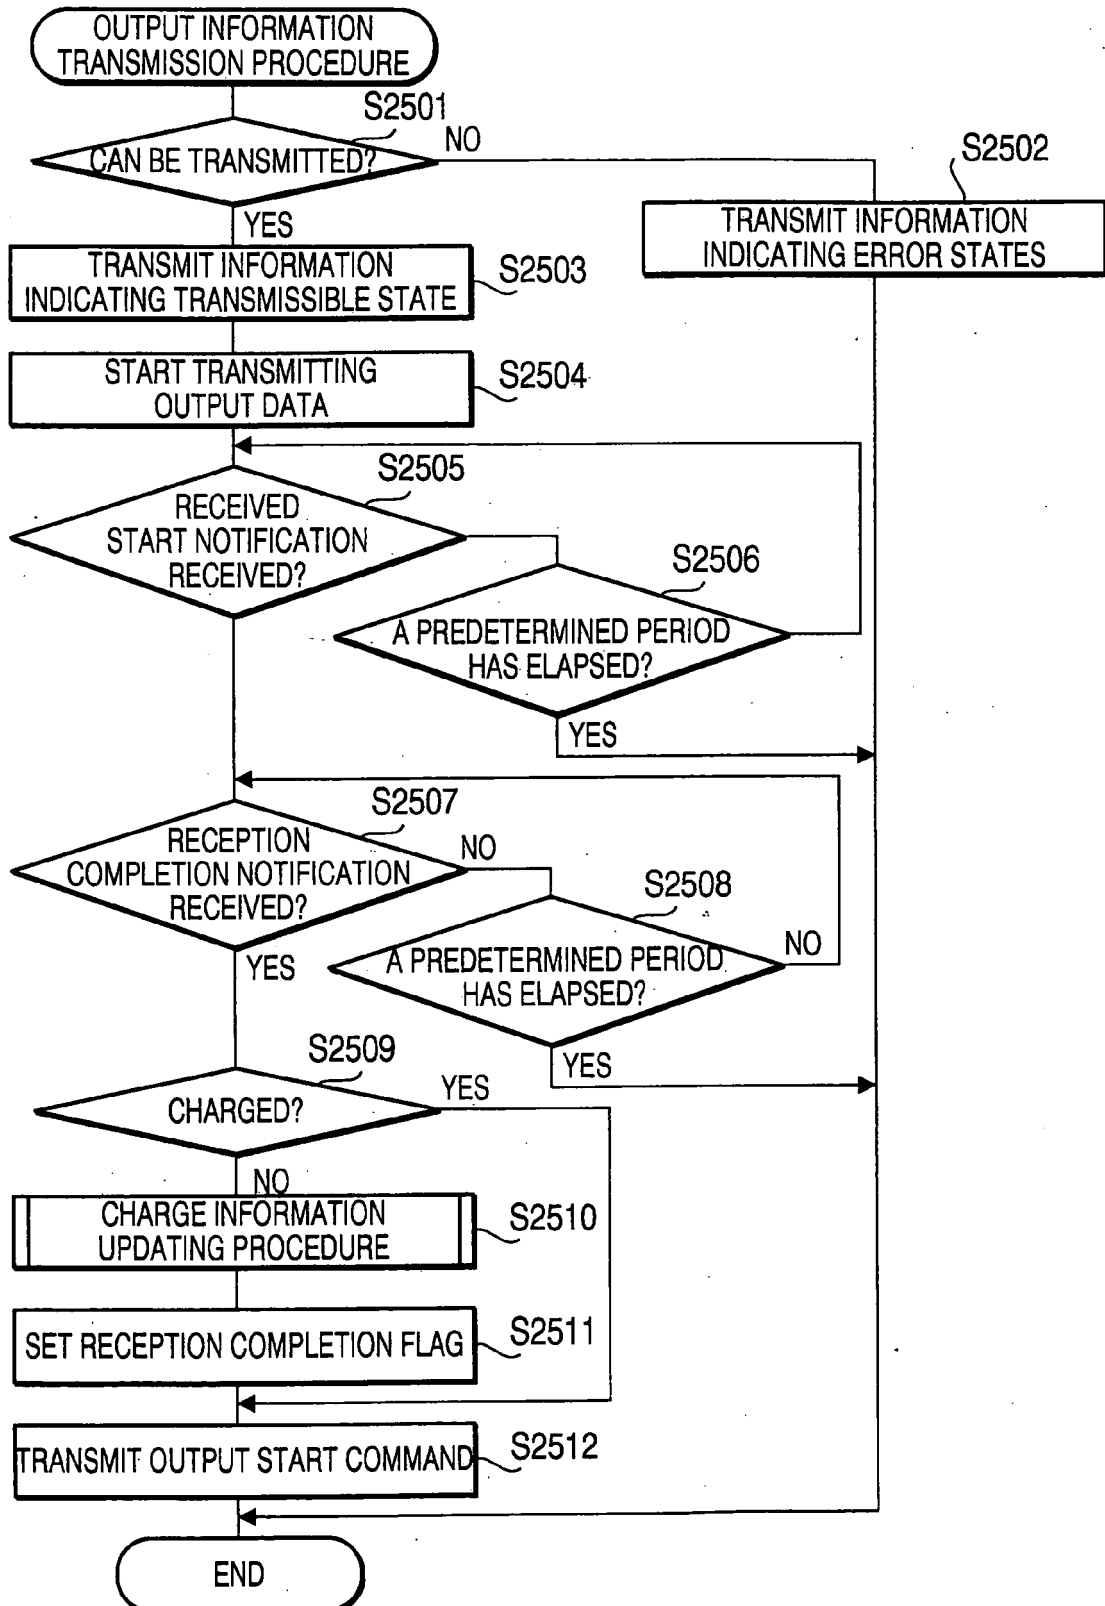 OUTPUT INFORMATION
TRANSMISSION PROCEDURE
S2501
CAN BE TRANSMITTED?
NO
YES
S2502
TRANSMIT INFORMATION
INDICATING ERROR STATES
TRANSMIT INFORMATION
INDICATING TRANSMISSIBLE STATE
S2503
START TRANSMITTING
OUTPUT DATA
S2504
S2505
RECEIVED
START NOTIFICATION
RECEIVED?
S2506
A PREDETERMINED PERIOD
HAS ELAPSED?
YES
S2507
RECEPTION
COMPLETION NOTIFICATION
RECEIVED?
NO
YES
S2508
A PREDETERMINED PERIOD
HAS ELAPSED?
NO
YES
S2509
CHARGED?
YES
NO
CHARGE INFORMATION
UPDATING PROCEDURE
S2510
SET RECEPTION COMPLETION FLAG
S2511
TRANSMIT OUTPUT START COMMAND
S2512
END